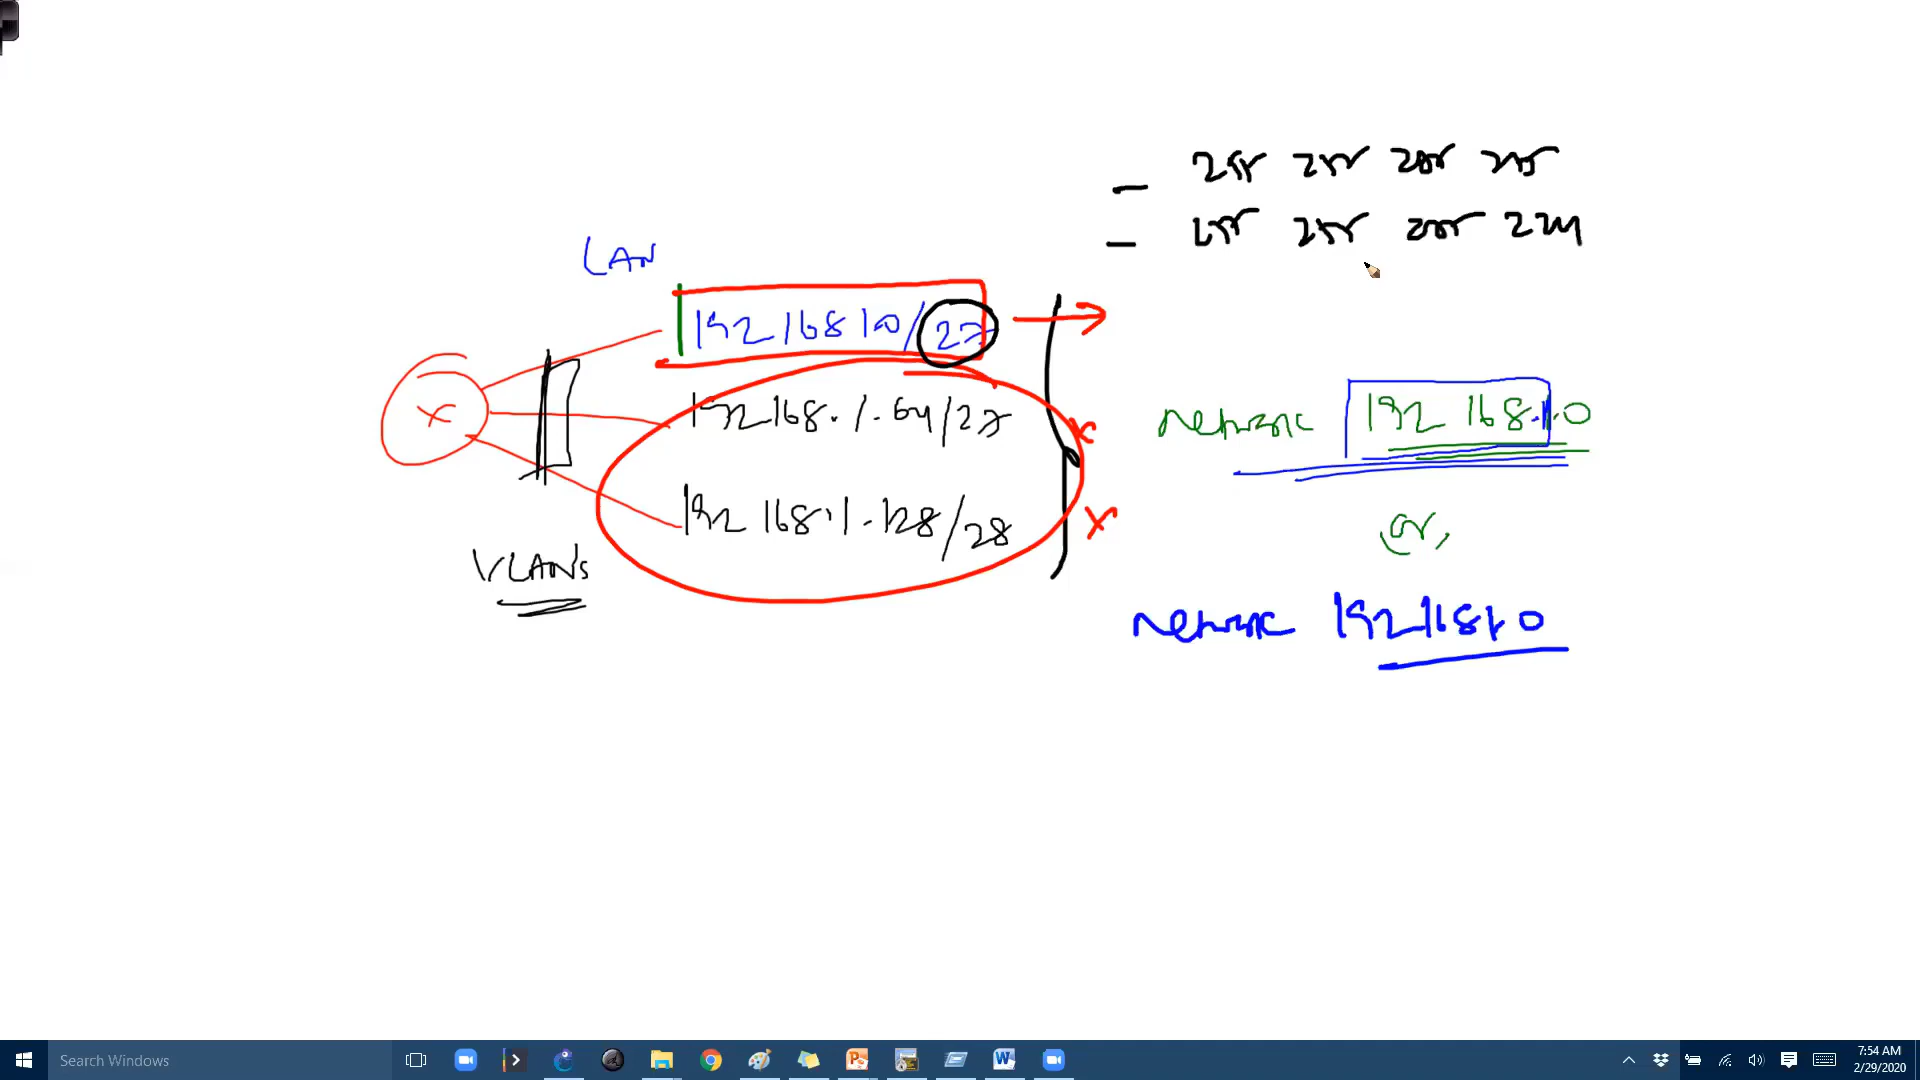 255 255 255 255
- 255 255 255 224
LAN
192 168 1 0/27
192 168.1.64/27
Network 192 168.1.0
X
X
192 168.1.128/28
X
or,
VLANs
Network 192 168 1 0
Search Windows
7:54 AM
2/29/2020